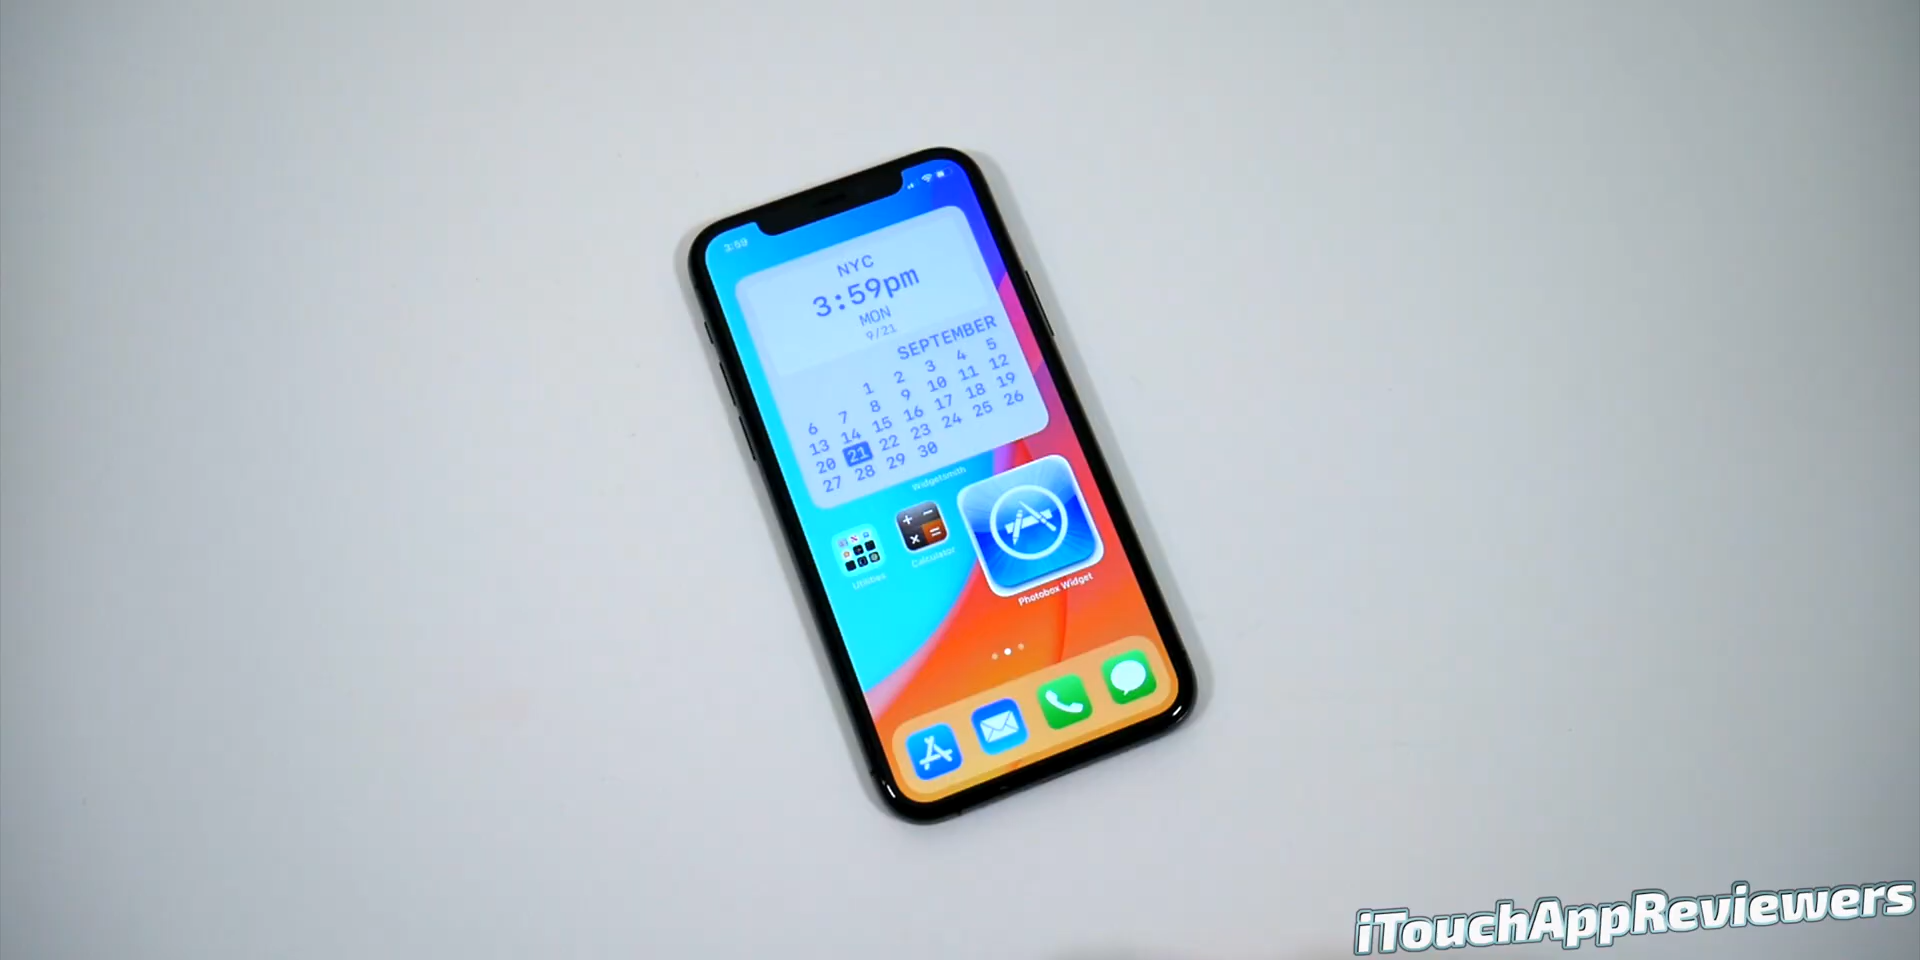 3:59
NYC
3:59pm
MON
9/21
SEPTEMBER
1 2 3 4 5
6 7 8 9 10 11 12
13 14 15 16 17 18 19
20 21 22 23 24 25 26
27 28 29 30
Widgetsmith
Utilities
Calculator
Photobox Widget
iTouchAppReviewers